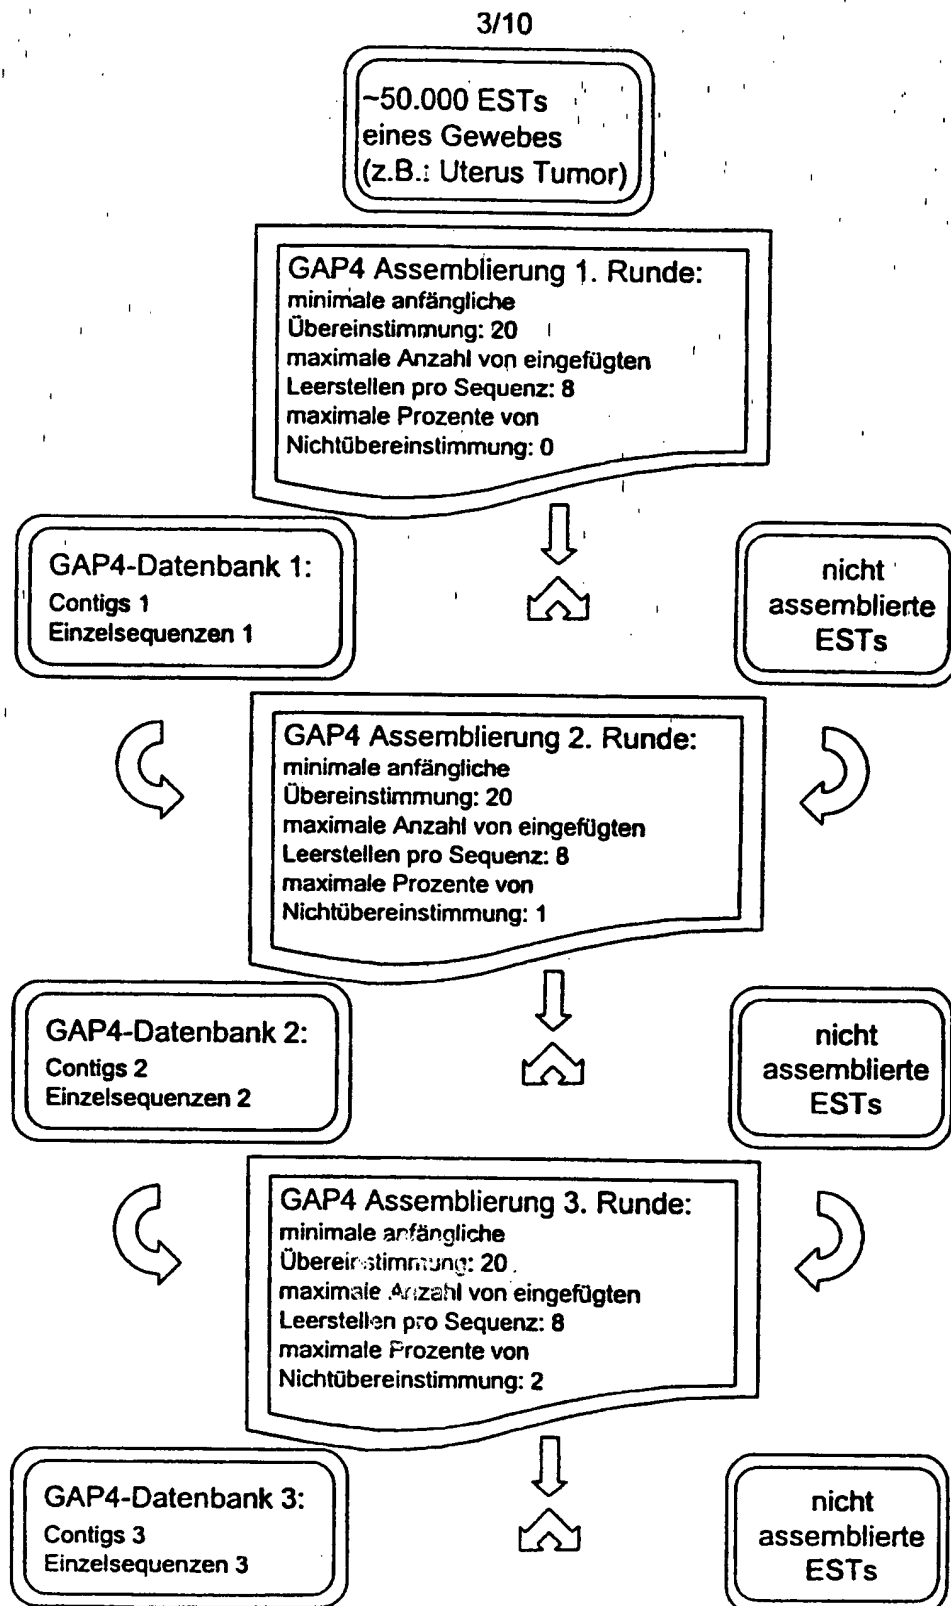 3/10
~50.000 ESTs
eines Gewebes
(z.B.: Uterus Tumor)
GAP4 Assemblierung 1. Runde:
minimale anfängliche
Übereinstimmung: 20
maximale Anzahl von eingefügten
Leerstellen pro Sequenz: 8
maximale Prozente von
Nichtübereinstimmung: 0
GAP4-Datenbank 1:
Contigs 1
Einzelsequenzen 1
nicht
assemblierte
ESTs
GAP4 Assemblierung 2. Runde:
minimale anfängliche
Übereinstimmung: 20
maximale Anzahl von eingefügten
Leerstellen pro Sequenz: 8
maximale Prozente von
Nichtübereinstimmung: 1
GAP4-Datenbank 2:
Contigs 2
Einzelsequenzen 2
nicht
assemblierte
ESTs
GAP4 Assemblierung 3. Runde:
minimale anfängliche
Übereinstimmung: 20
maximale Anzahl von eingefügten
Leerstellen pro Sequenz: 8
maximale Prozente von
Nichtübereinstimmung: 2
GAP4-Datenbank 3:
Contigs 3
Einzelsequenzen 3
nicht
assemblierte
ESTs